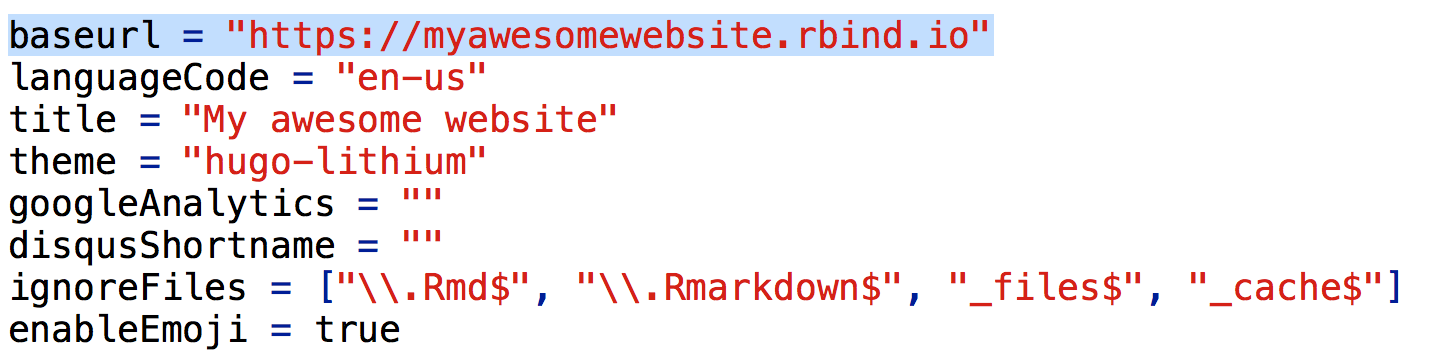 baseurl = "https://myawesomewebsite.rbind.io"
languageCode = "en-us"
title = "My awesome website"
theme = "hugo-lithium"
googleAnalytics = ""
disqusShortname = ""
ignoreFiles = ["\\.Rmd$", "\\.Rmarkdown$", "_files$", "_cache$"]
enableEmoji = true